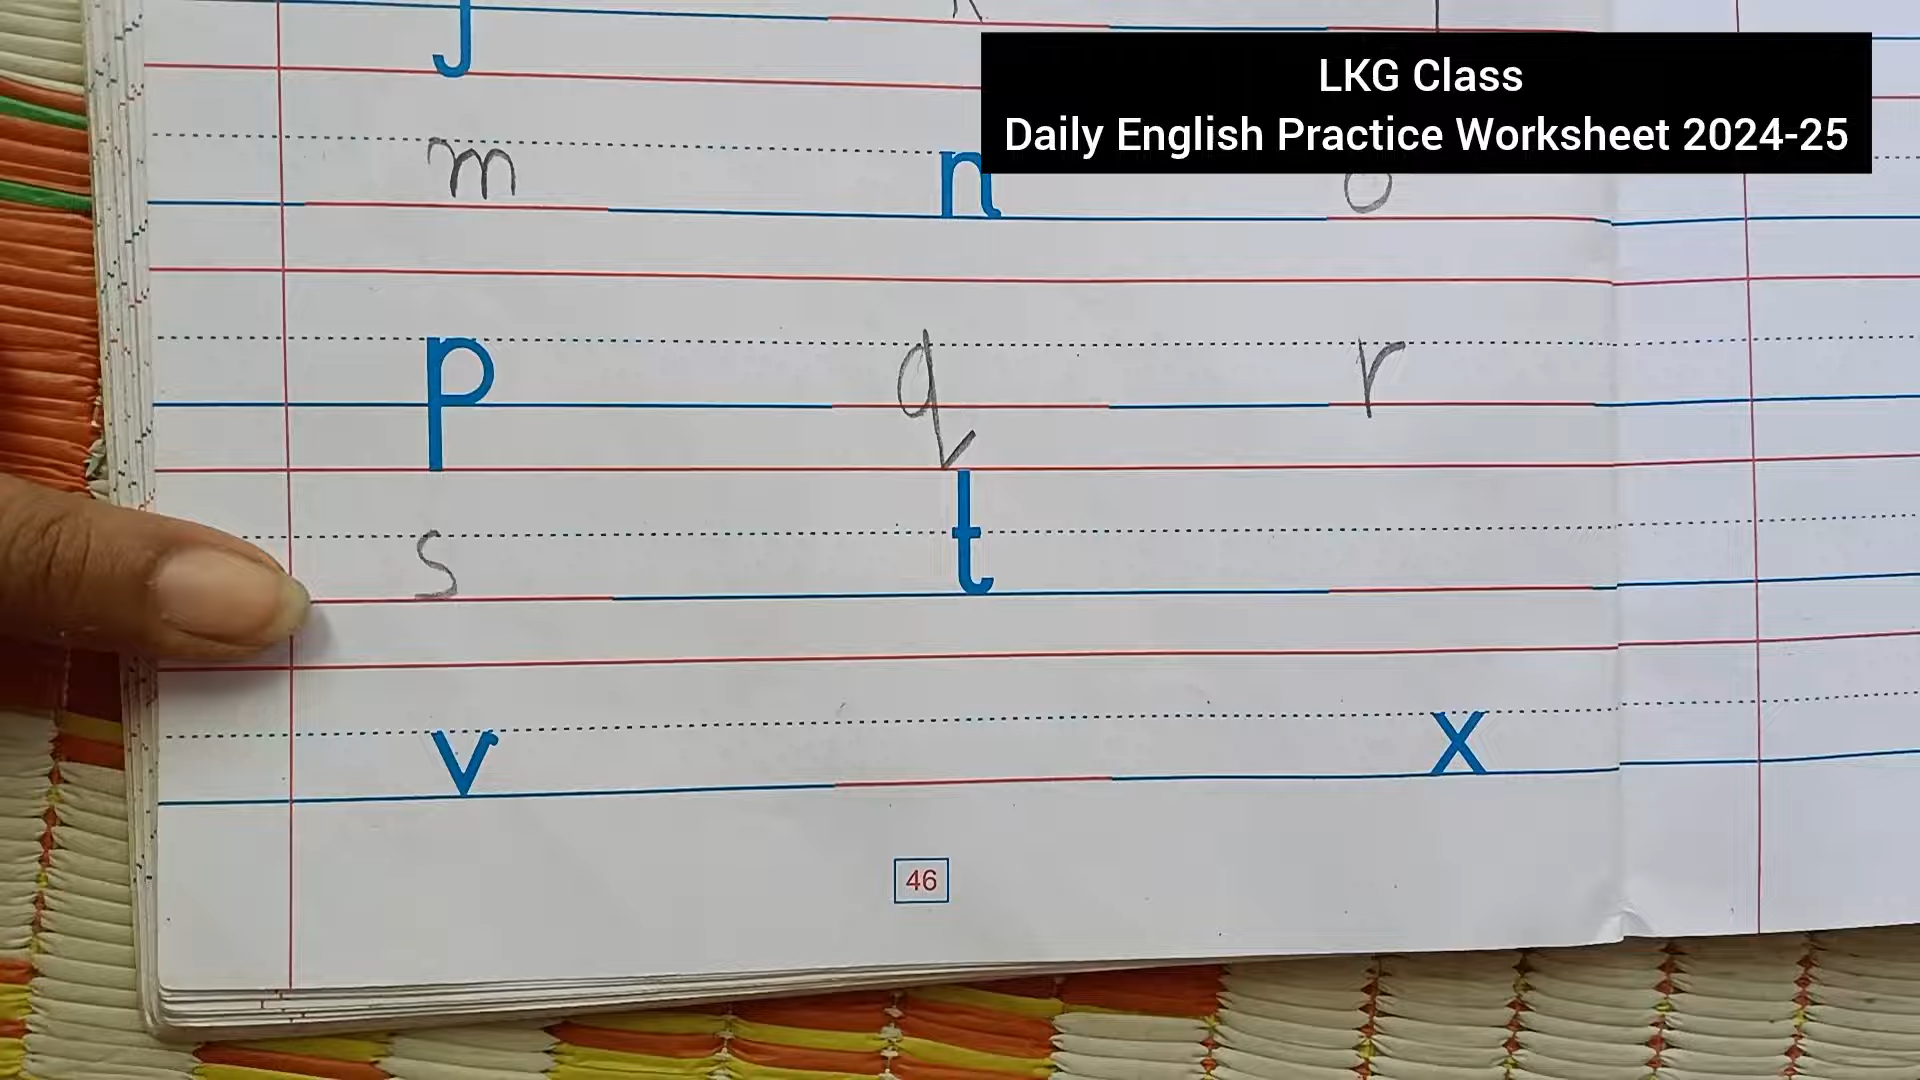 j k l
LKG Class
Daily English Practice Worksheet 2024-25
m n o
p q r
s t
v x
46